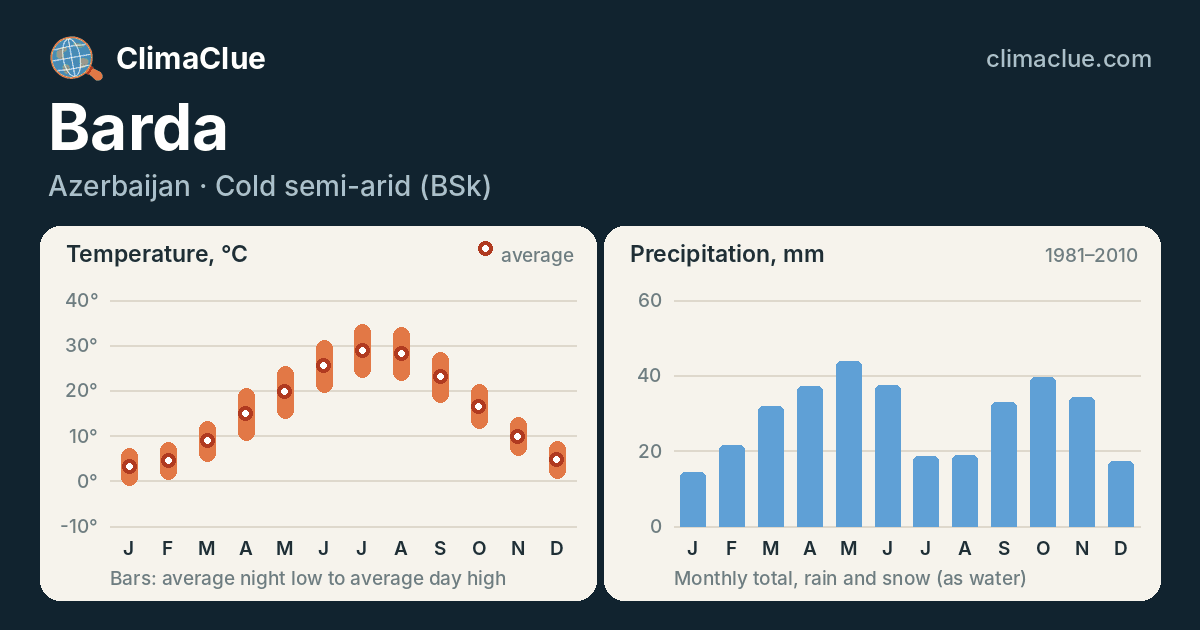 ClimaClue
climaclue.com
Barda
Azerbaijan · Cold semi-arid (BSk)
Temperature, °C
average
40°
30°
20°
10°
0°
-10°
J F M A M J J A S O N D
Bars: average night low to average day high
Precipitation, mm
1981–2010
60
40
20
0
J F M A M J J A S O N D
Monthly total, rain and snow (as water)